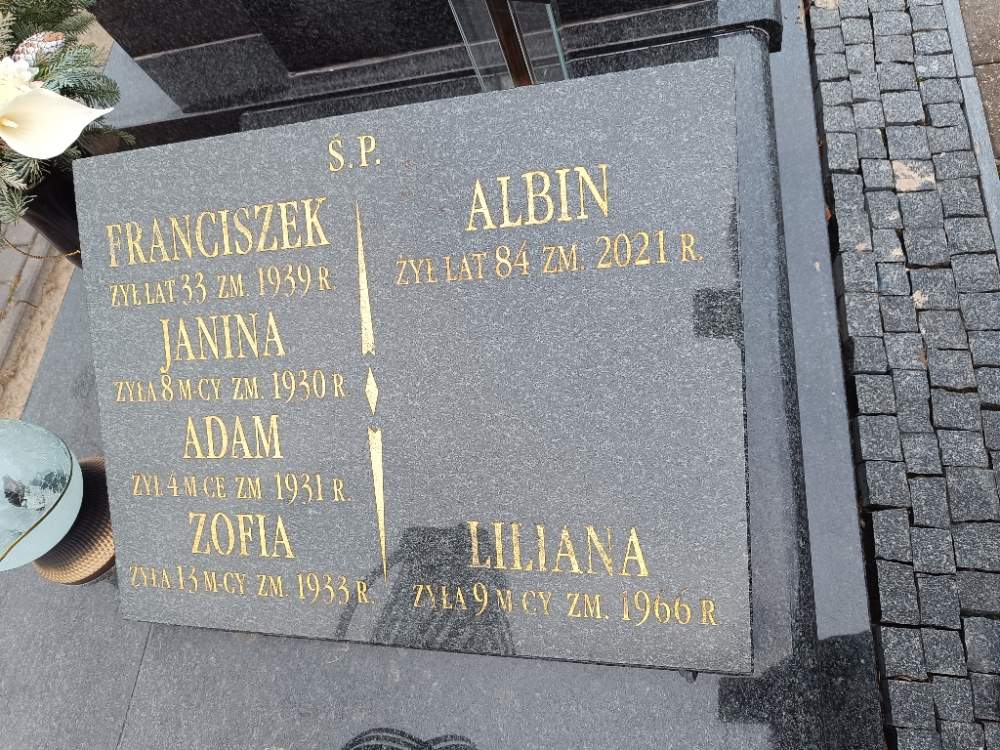 Ś.P.
FRANCISZEK
ŻYŁ LAT 33 ZM. 1939 R.
JANINA
ŻYŁA 8 M-CY ZM. 1930 R.
ADAM
ŻYŁ 4 M-CE ZM 1931 R.
ZOFIA
ŻYŁA 13 M-CY ZM. 1933 R.
ALBIN
ŻYŁ LAT 84 ZM. 2021 R.
LILIANA
ŻYŁA 9 M CY ZM. 1966 R